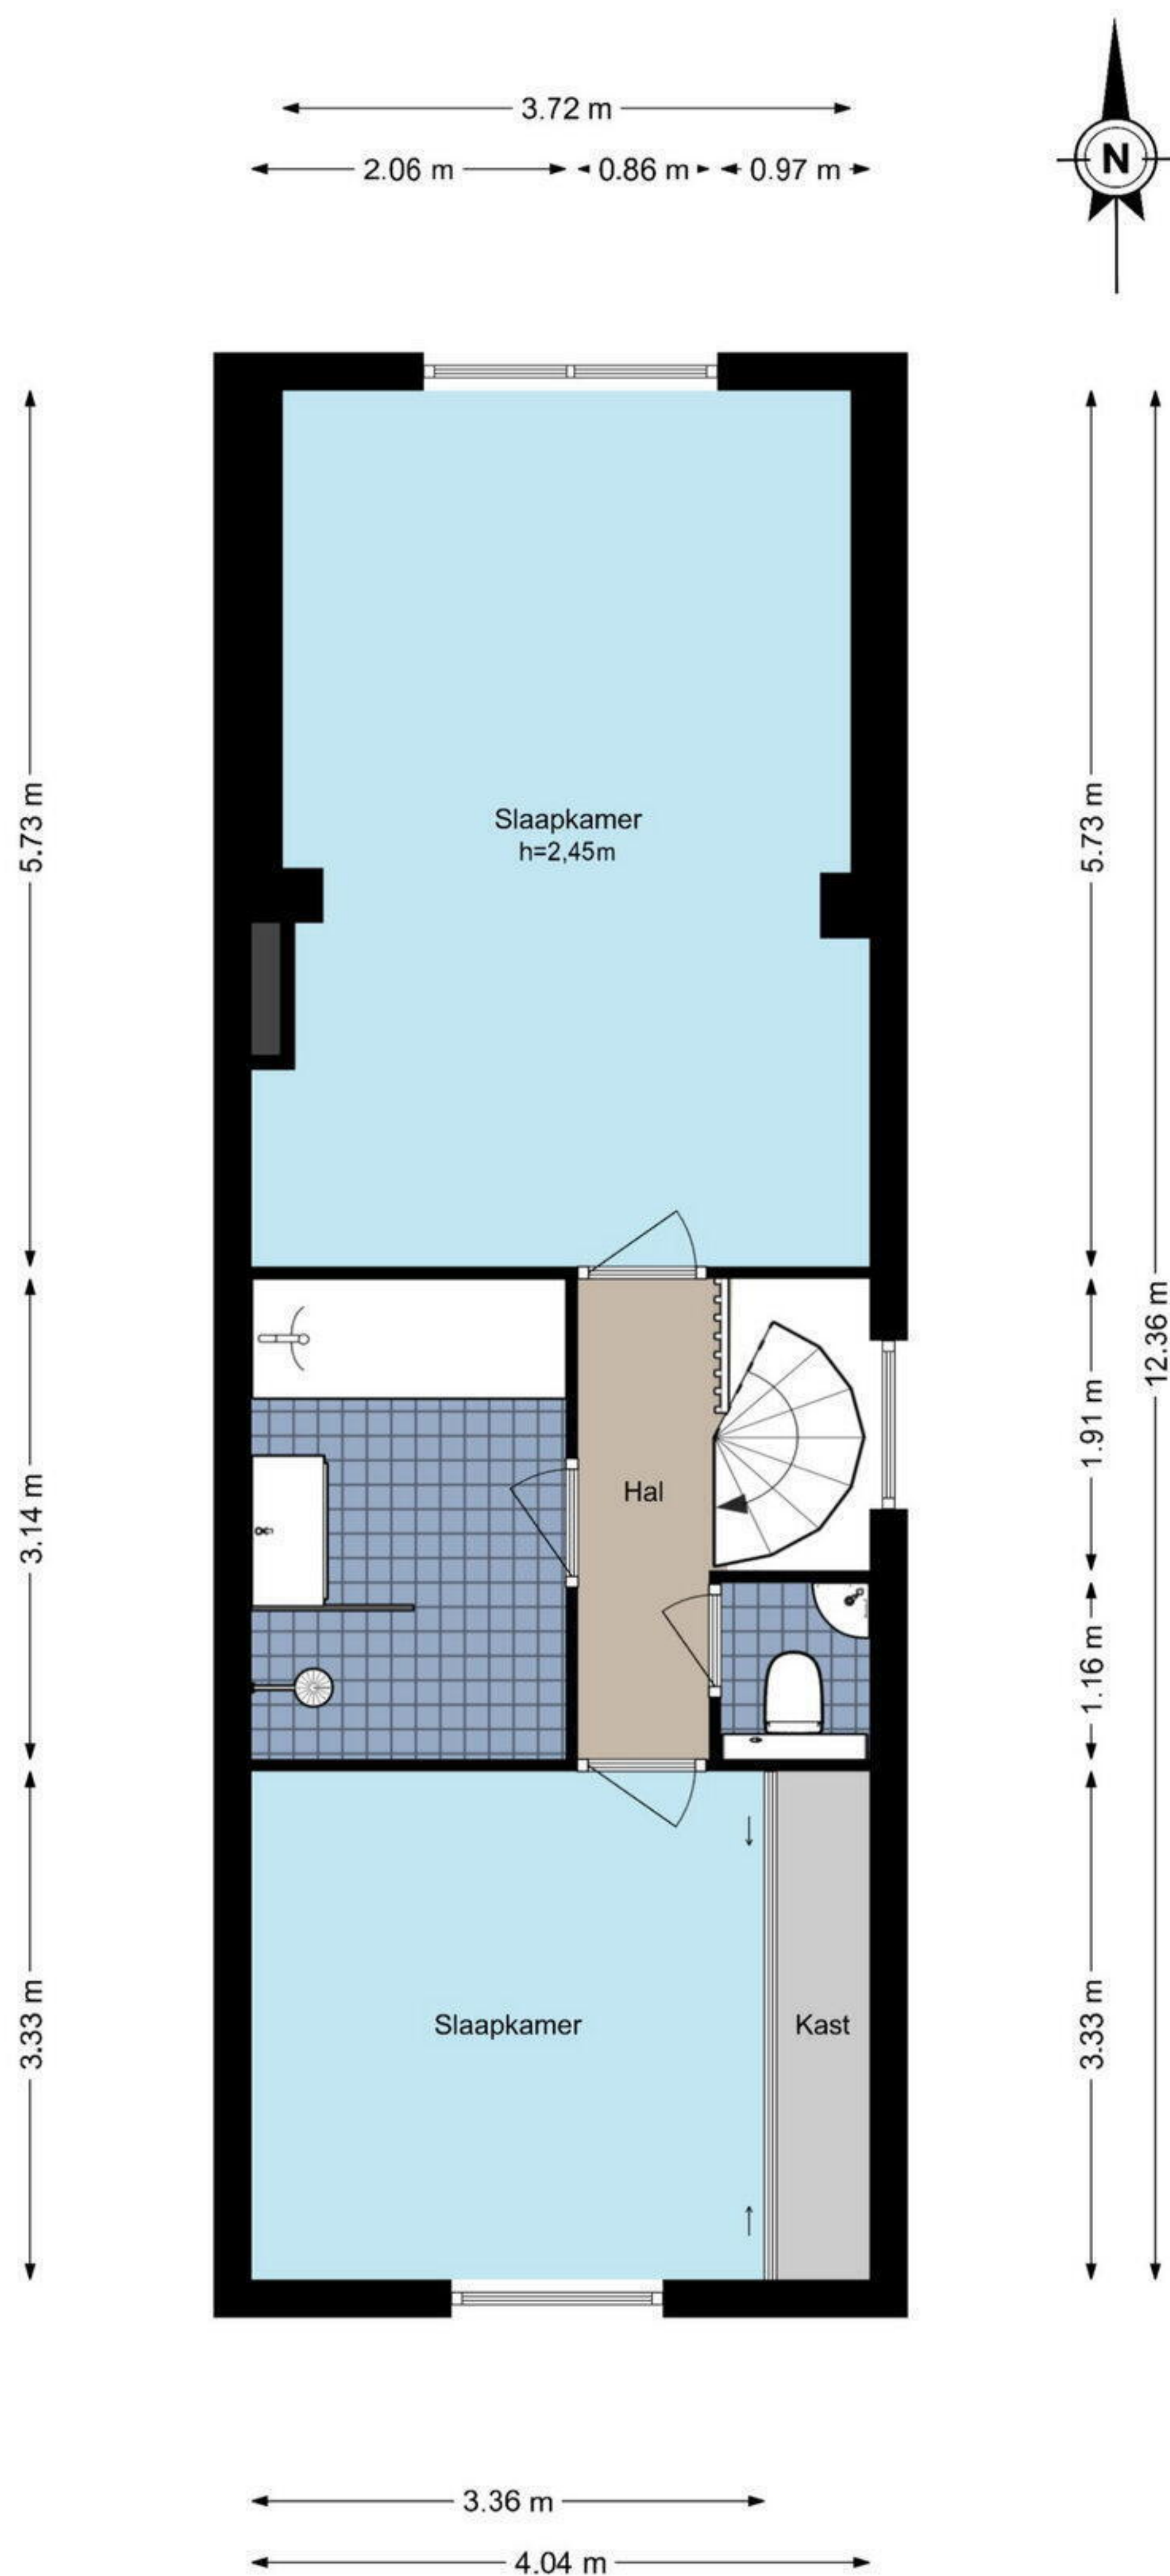 3.72 m
2.06 m
0.86 m
0.97 m
N
5.73 m
5.73 m
Slaapkamer
h=2,45m
12.36 m
1.91 m
3.14 m
Hal
1.16 m
3.33 m
3.33 m
Slaapkamer
Kast
3.36 m
4.04 m